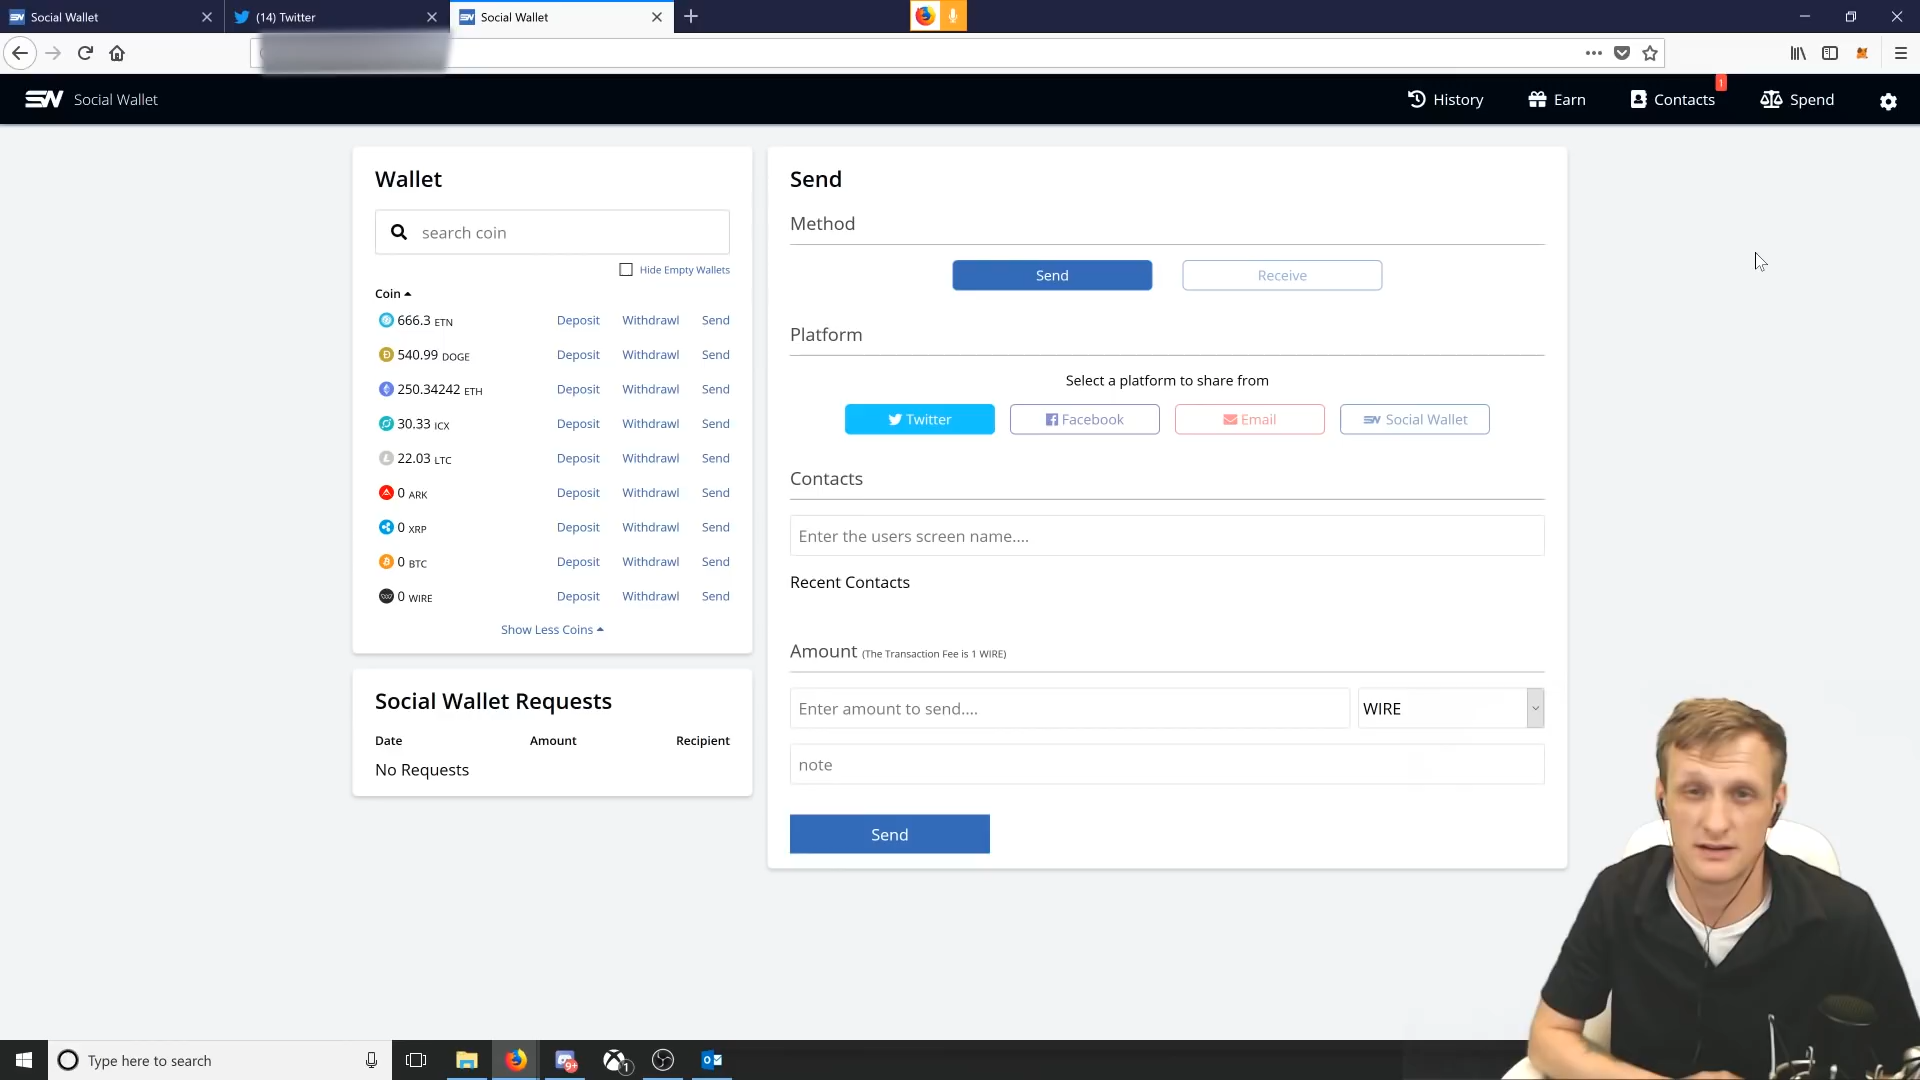 Social Wallet
(14) Twitter
Social Wallet
SW Social Wallet
History
Earn
Contacts
1
Spend
Wallet
search coin
Hide Empty Wallets
Coin
666.3 ETN Deposit Withdrawl Send
540.99 DOGE Deposit Withdrawl Send
250.34242 ETH Deposit Withdrawl Send
30.33 ICX Deposit Withdrawl Send
22.03 LTC Deposit Withdrawl Send
0 ARK Deposit Withdrawl Send
0 XRP Deposit Withdrawl Send
0 BTC Deposit Withdrawl Send
0 WIRE Deposit Withdrawl Send
Show Less Coins
Social Wallet Requests
Date Amount Recipient
No Requests
Send
Method
Send Receive
Platform
Select a platform to share from
Twitter Facebook Email SW Social Wallet
Contacts
Enter the users screen name....
Recent Contacts
Amount (The Transaction Fee is 1 WIRE)
Enter amount to send.... WIRE
note
Send
Type here to search
9+
1